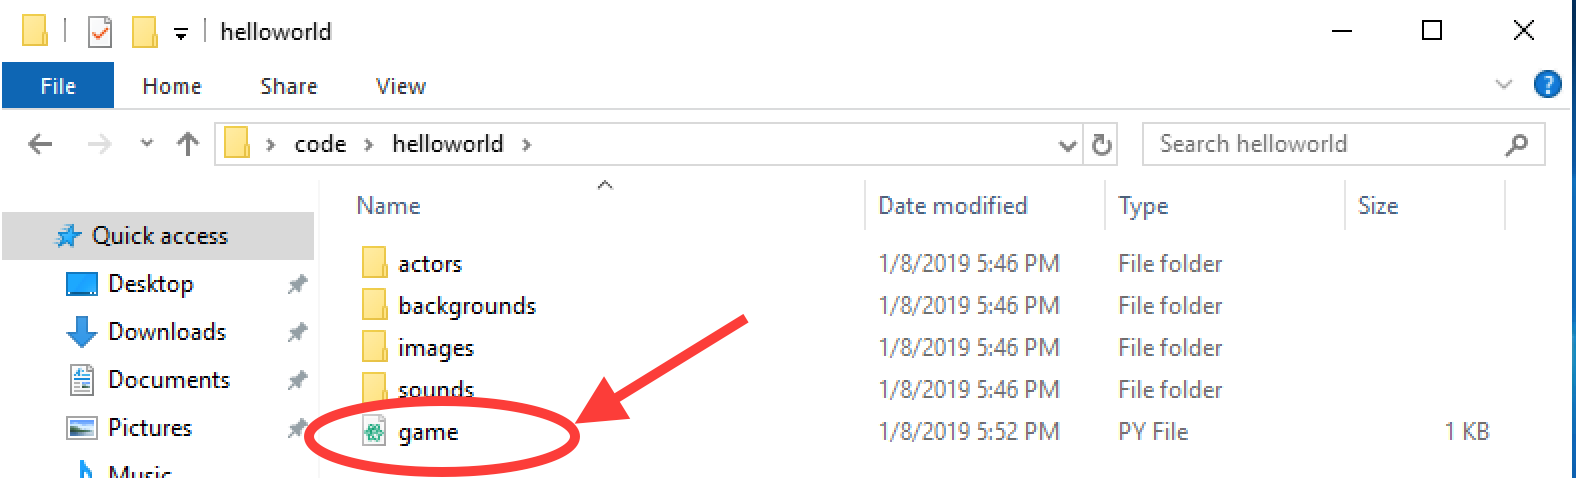 helloworld
File Home Share View
code helloworld Search helloworld
Name Date modified Type Size
Quick access
Desktop
Downloads
Documents
Pictures
Music
actors 1/8/2019 5:46 PM File folder
backgrounds 1/8/2019 5:46 PM File folder
images 1/8/2019 5:46 PM File folder
sounds 1/8/2019 5:46 PM File folder
game 1/8/2019 5:52 PM PY File 1 KB